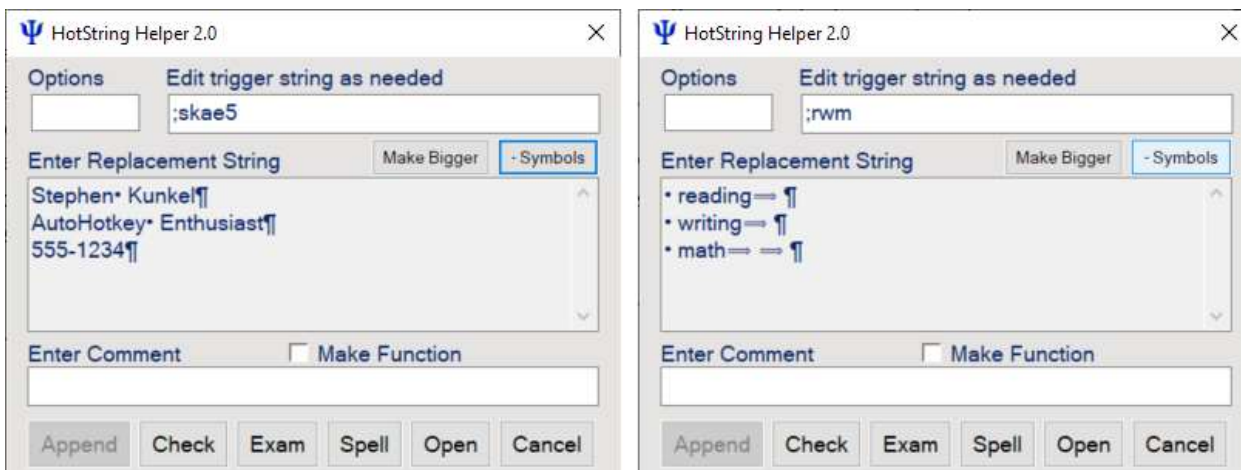 Ψ HotString Helper 2.0
Options Edit trigger string as needed
;skae5
Enter Replacement String Make Bigger - Symbols
Stephen• Kunkel¶
AutoHotkey• Enthusiast¶
555-1234¶
Enter Comment Make Function
Append Check Exam Spell Open Cancel
Ψ HotString Helper 2.0
Options Edit trigger string as needed
;rwm
Enter Replacement String Make Bigger - Symbols
• reading⟹ ¶
• writing⟹ ¶
• math⟹ ⟹ ¶
Enter Comment Make Function
Append Check Exam Spell Open Cancel